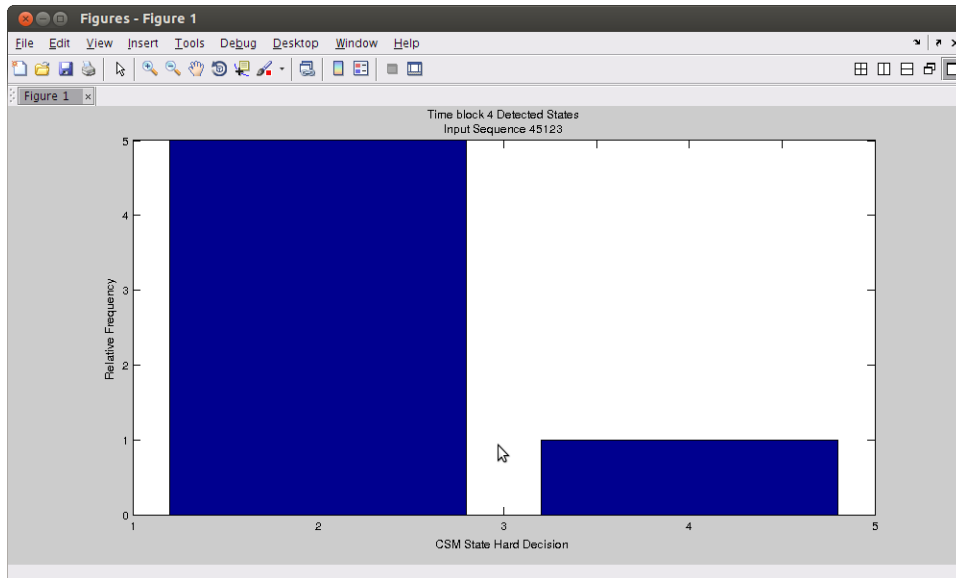 Figures - Figure 1
File Edit View Insert Tools Debug Desktop Window Help
Figure 1
Time block 4 Detected States
Input Sequence 45123
5
4
3
2
1
0
Relative Frequency
1 2 3 4 5
CSM State Hard Decision